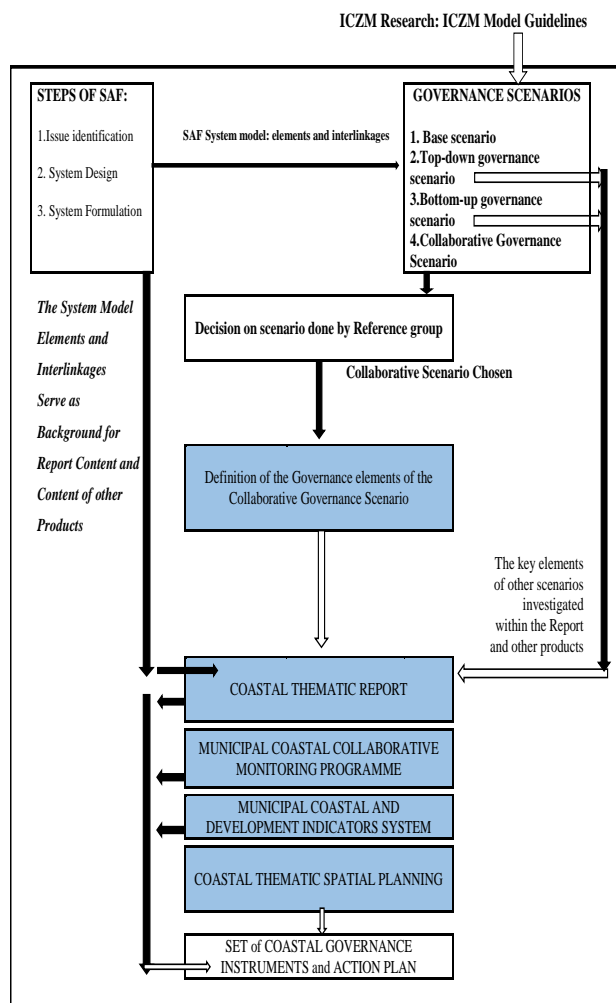 ICZM Research: ICZM Model Guidelines
STEPS OF SAF:
1.Issue identification
2. System Design
3. System Formulation
SAF System model: elements and interlinkages
GOVERNANCE SCENARIOS
1. Base scenario
2.Top-down governance
scenario
3.Bottom-up governance
scenario
4.Collaborative Governance
Scenario
The System Model
Elements and
Interlinkages
Serve as
Background for
Report Content and
Content of other
Products
Decision on scenario done by Reference group
Collaborative Scenario Chosen
Definition of the Governance elements of the
Collaborative Governance Scenario
The key elements
of other scenarios
investigated
within the Report
and other products
COASTAL THEMATIC REPORT
MUNICIPAL COASTAL COLLABORATIVE
MONITORING PROGRAMME
MUNICIPAL COASTAL AND
DEVELOPMENT INDICATORS SYSTEM
COASTAL THEMATIC SPATIAL PLANNING
SET of COASTAL GOVERNANCE
INSTRUMENTS and ACTION PLAN